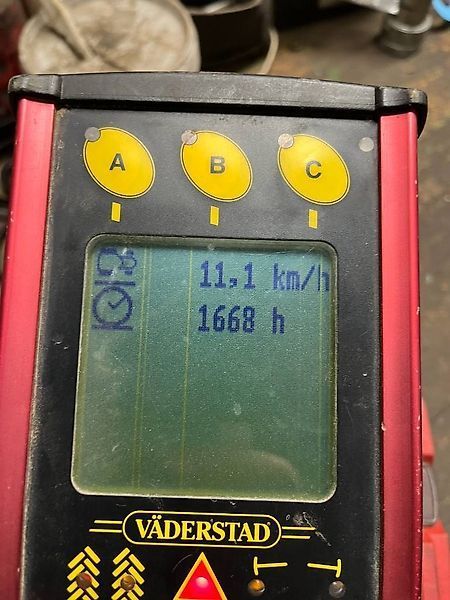 A B C
11,1 km/h
1668 h
VÄDERSTAD